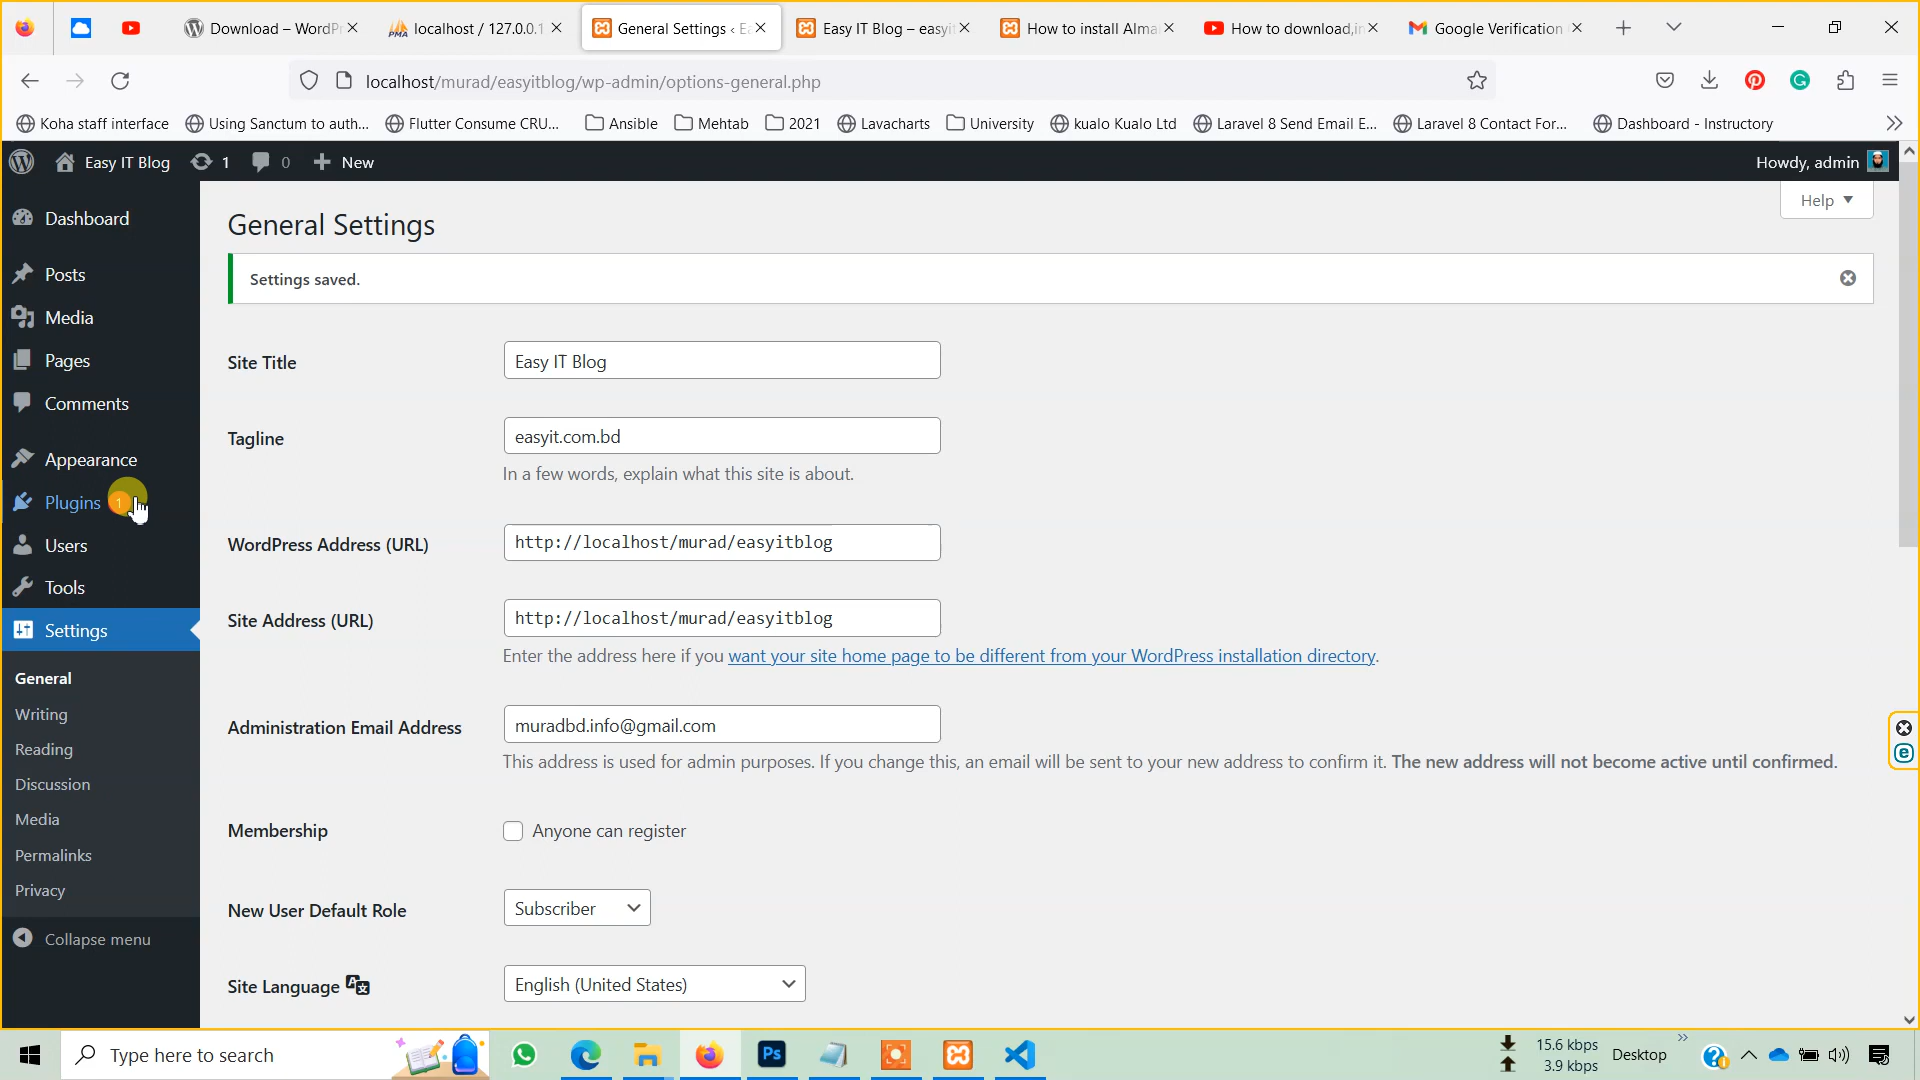 Download – WordPr
localhost / 127.0.0.1
General Settings ‹ Ea
Easy IT Blog – easyit
How to install Alma
How to download,in
Google Verification
localhost/murad/easyitblog/wp-admin/options-general.php
Koha staff interface
Using Sanctum to auth...
Flutter Consume CRU...
Ansible
Mehtab
2021
Lavacharts
University
kualo Kualo Ltd
Laravel 8 Send Email E...
Laravel 8 Contact For...
Dashboard - Instructory
Easy IT Blog
1
0
New
Howdy, admin
Help
Dashboard
Posts
Media
Pages
Comments
Appearance
Plugins 1
Users
Tools
Settings
General
Writing
Reading
Discussion
Media
Permalinks
Privacy
Collapse menu
General Settings
Settings saved.
Site Title
Easy IT Blog
Tagline
easyit.com.bd
In a few words, explain what this site is about.
WordPress Address (URL)
http://localhost/murad/easyitblog
Site Address (URL)
http://localhost/murad/easyitblog
Enter the address here if you want your site home page to be different from your WordPress installation directory.
Administration Email Address
muradbd.info@gmail.com
This address is used for admin purposes. If you change this, an email will be sent to your new address to confirm it. The new address will not become active until confirmed.
Membership
Anyone can register
New User Default Role
Subscriber
Site Language
English (United States)
Type here to search
Ps
15.6 kbps
3.9 kbps
Desktop